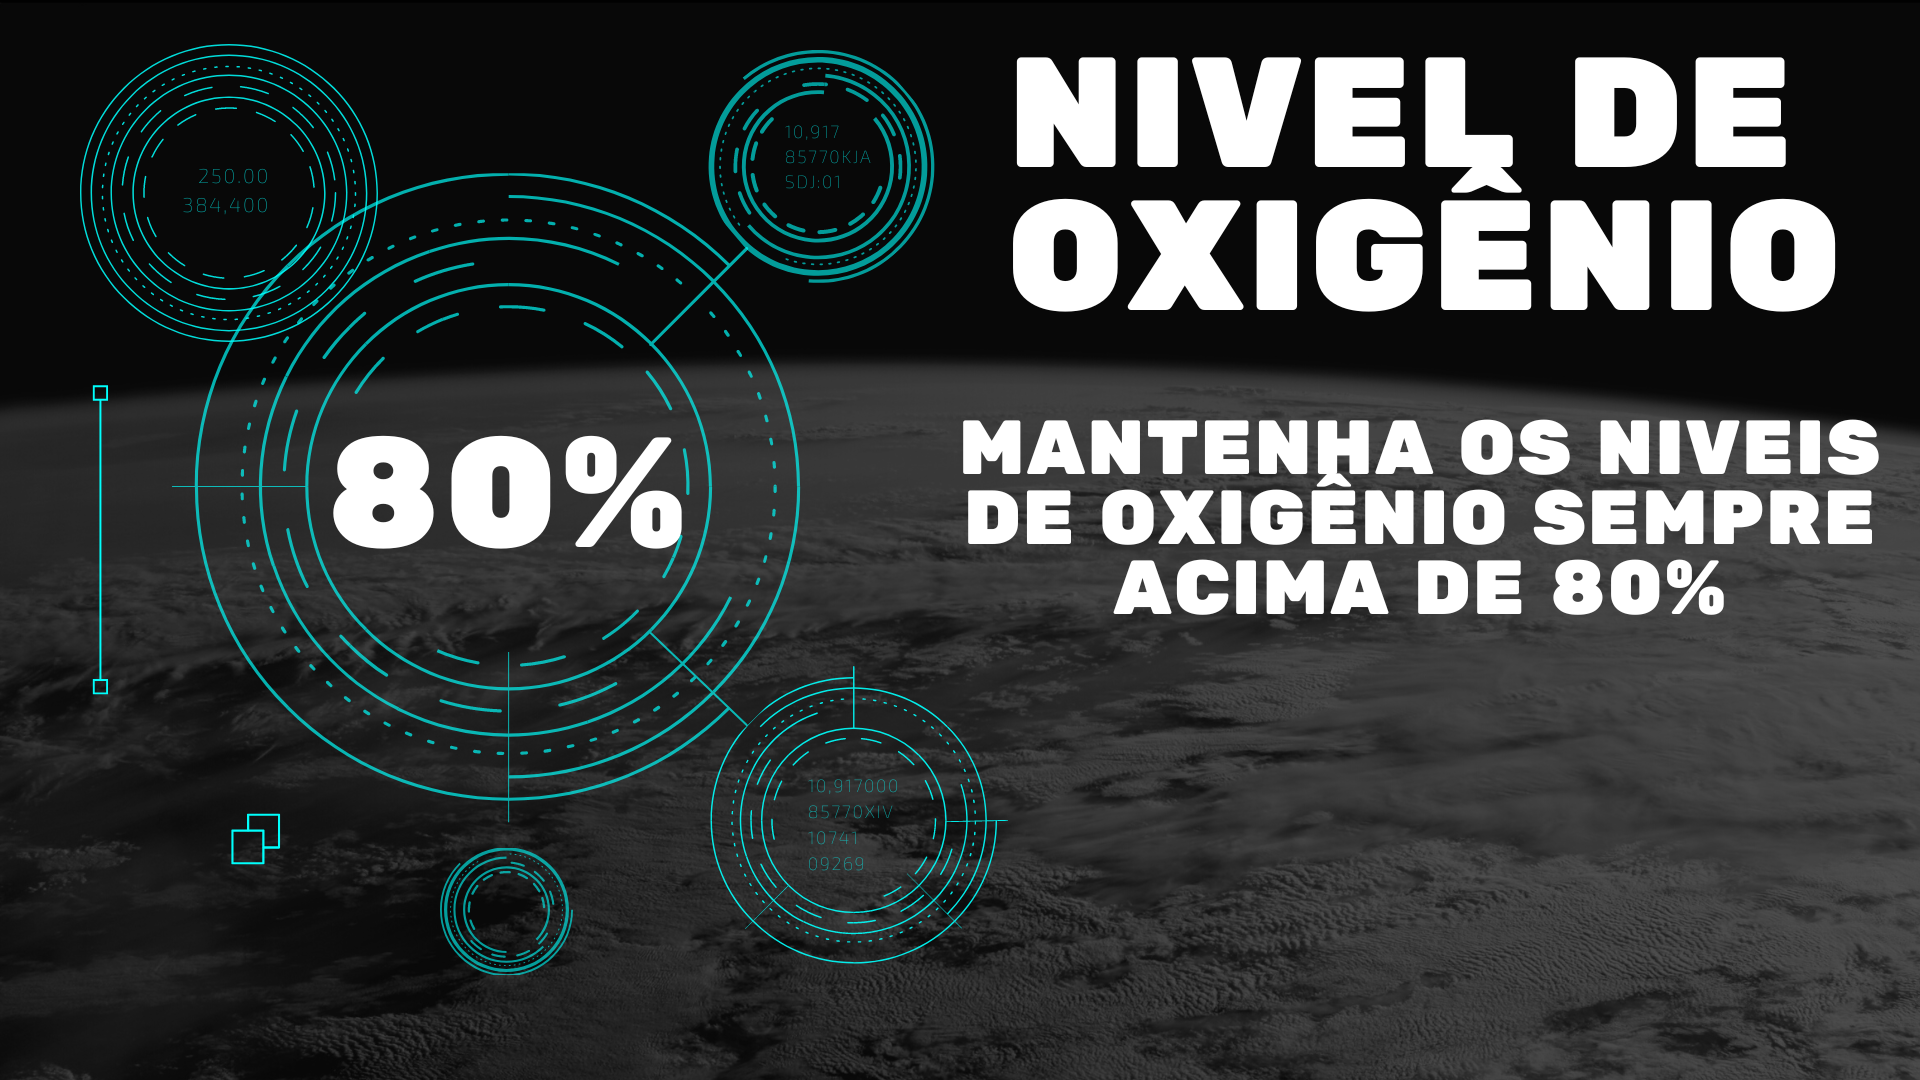 NIVEL DE
OXIGÊNIO
MANTENHA OS NIVEIS
DE OXIGÊNIO SEMPRE
ACIMA DE 80%
80%
250.00
384,400
10,917
85770KJA
SDJ:01
10,917000
85770XIV
10741
09269